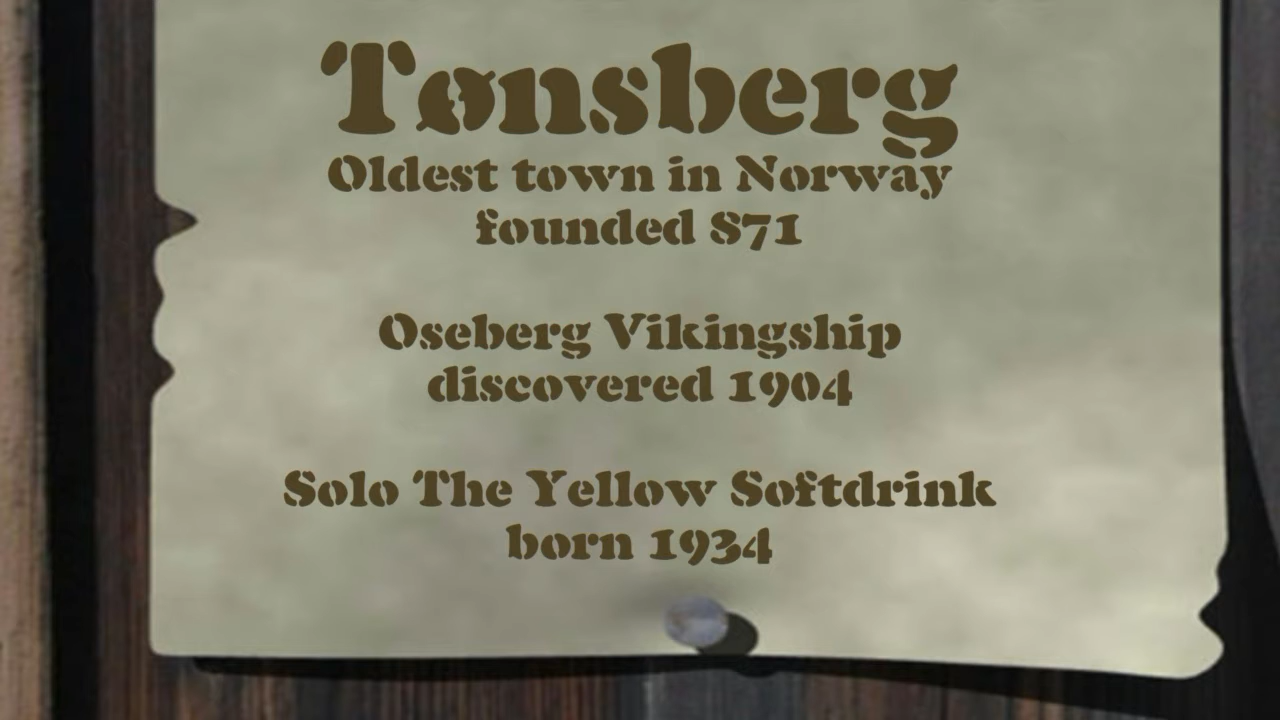 Tønsberg
Oldest town in Norway
founded 871
Oseberg Vikingship
discovered 1904
Solo The Yellow Softdrink
born 1934